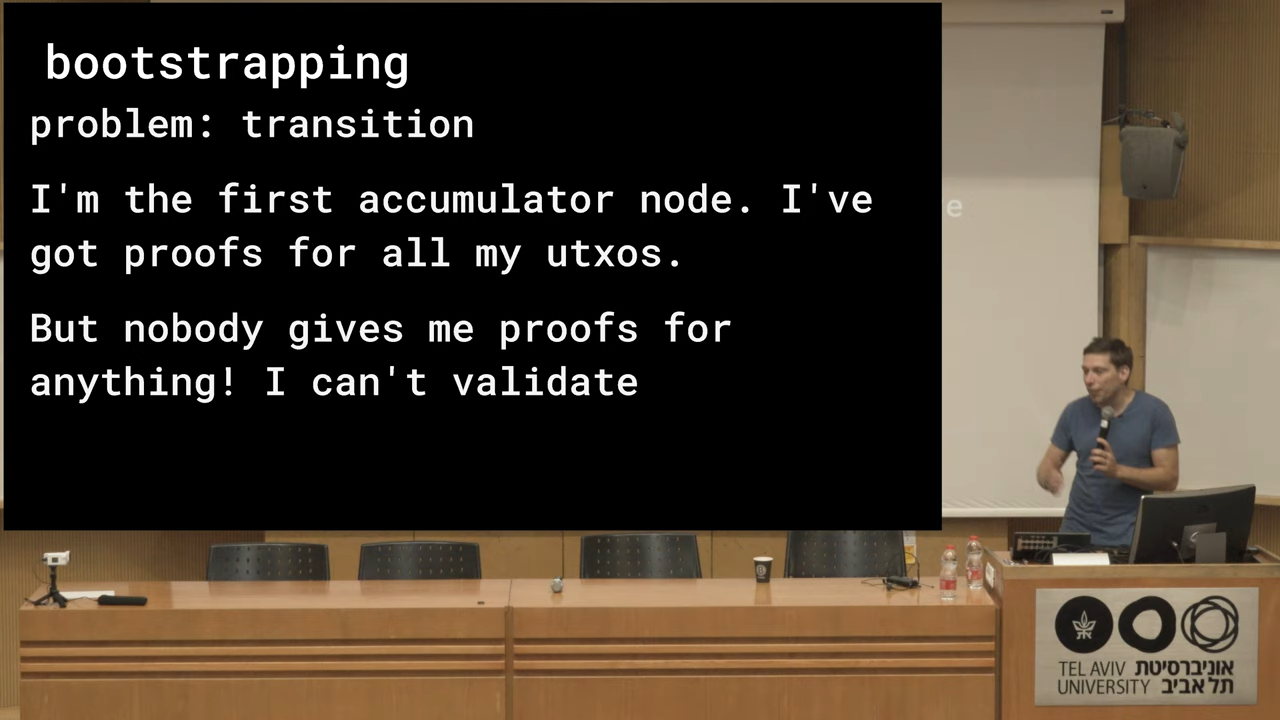 bootstrapping
problem: transition
I'm the first accumulator node. I've
got proofs for all my utxos.
But nobody gives me proofs for
anything! I can't validate
e
TEL AVIV אוניברסיטת
UNIVERSITY תל אביב